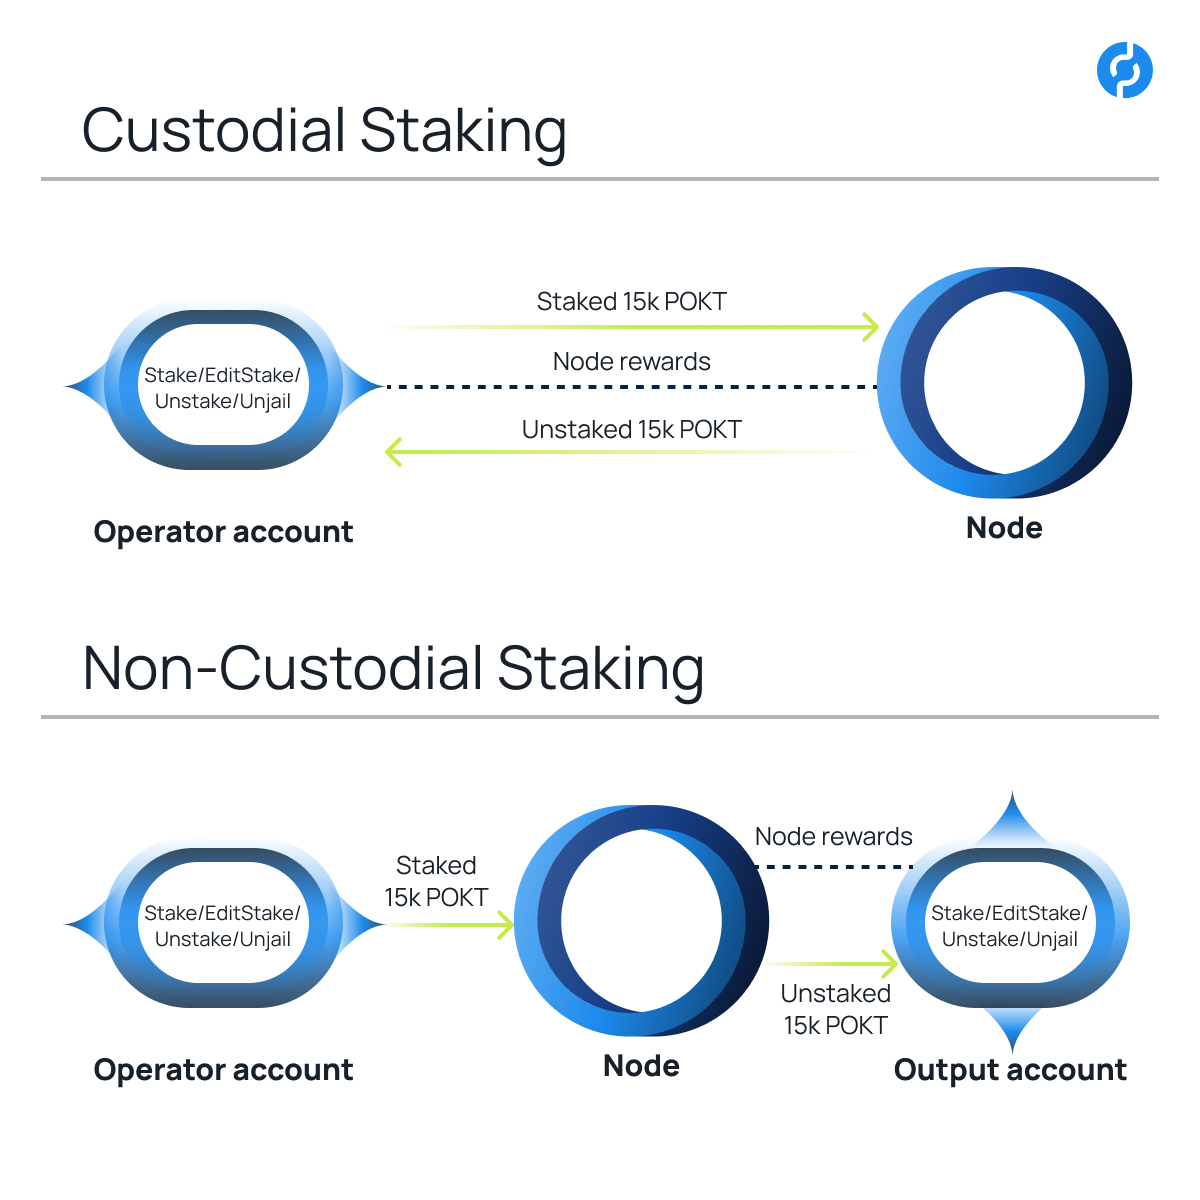 Custodial Staking
Staked 15k POKT
Node rewards
Stake/EditStake/
Unstake/Unjail
Unstaked 15k POKT
Operator account
Node
Non-Custodial Staking
Staked
15k POKT
Node rewards
Stake/EditStake/
Unstake/Unjail
Stake/EditStake/
Unstake/Unjail
Unstaked
15k POKT
Operator account
Node
Output account